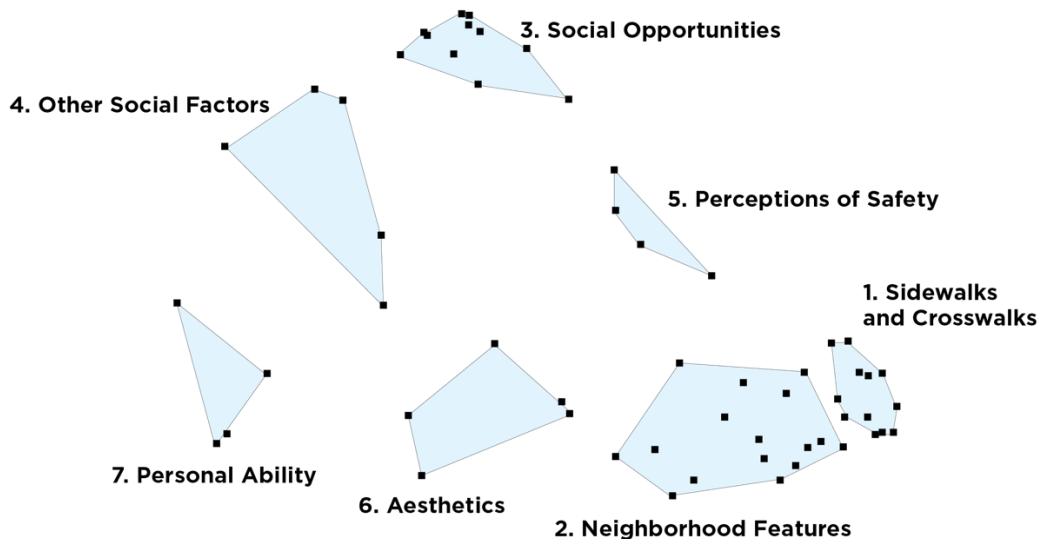 3. Social Opportunities
4. Other Social Factors
5. Perceptions of Safety
1. Sidewalks
and Crosswalks
7. Personal Ability
6. Aesthetics
2. Neighborhood Features